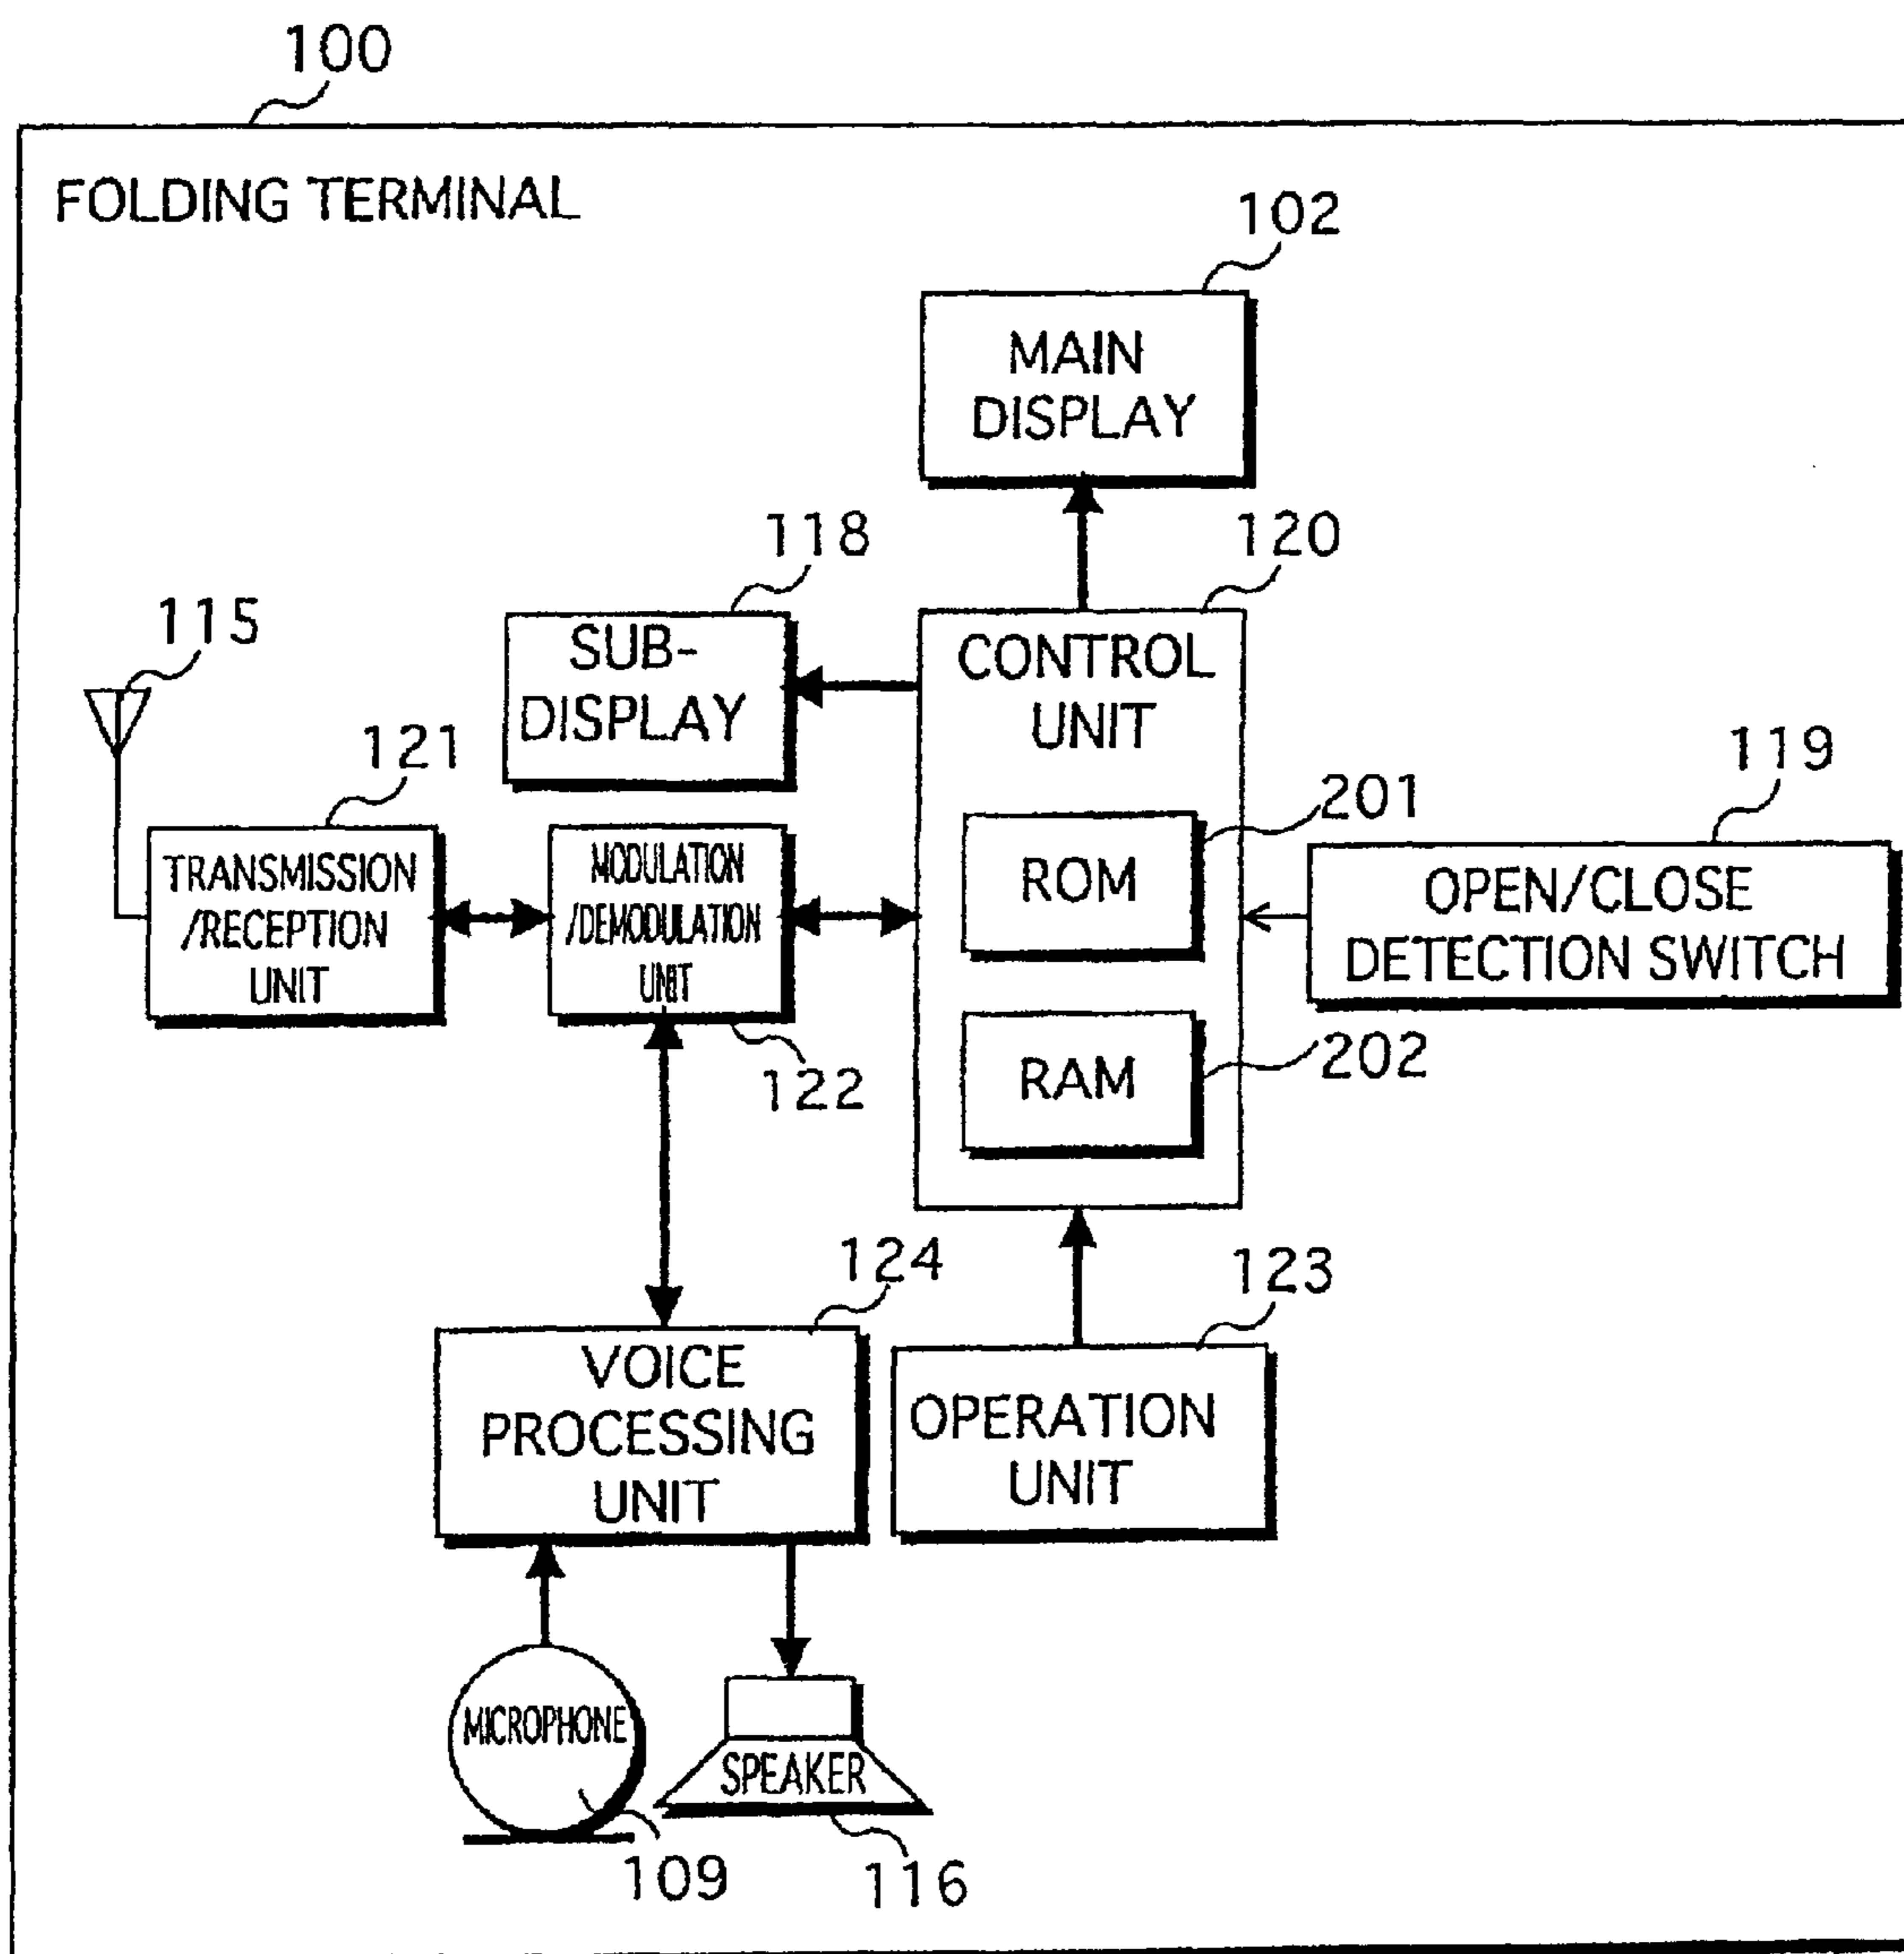 100
FOLDING TERMINAL
102
MAIN
DISPLAY
118
120
SUB-
DISPLAY
CONTROL
UNIT
115
121
119
201
TRANSMISSION
/RECEPTION
UNIT
MODULATION
/DEMODULATION
UNIT
ROM
OPEN/CLOSE
DETECTION SWITCH
122
RAM
202
124
123
VOICE
PROCESSING
UNIT
OPERATION
UNIT
MICROPHONE
SPEAKER
109
116